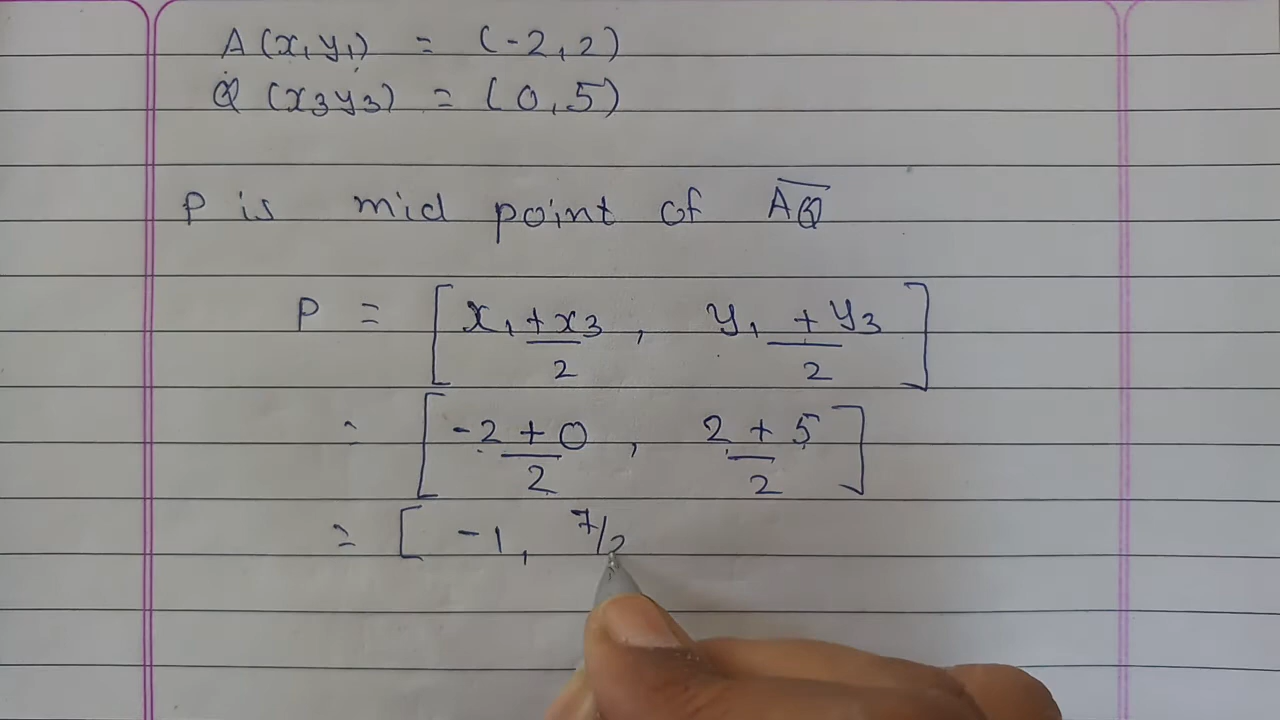 A (x₁ y₁) = (-2, 2)
Q (x3 y3) = (0, 5)
P is mid point of A̅Q̅
P = [ x₁ + x3 / 2 , y₁ + y3 / 2 ]
= [ -2 + 0 / 2 , 2 + 5 / 2 ]
= [ -1, 7/2